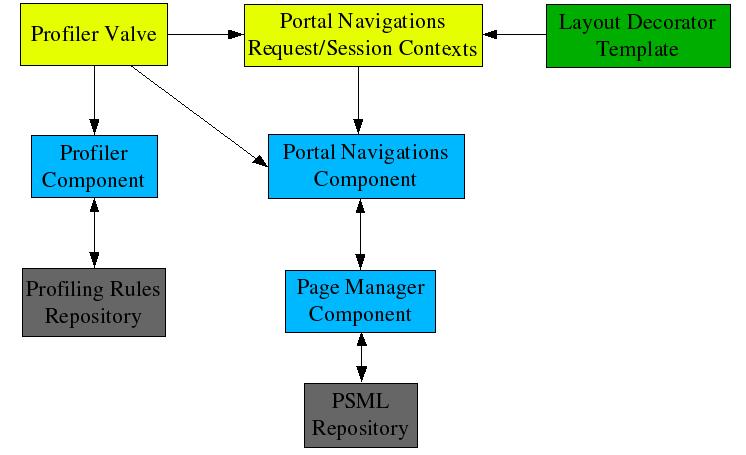 Profiler Valve
Portal Navigations
Request/Session Contexts
Layout Decorator
Template
Profiler
Component
Portal Navigations
Component
Profiling Rules
Repository
Page Manager
Component
PSML
Repository